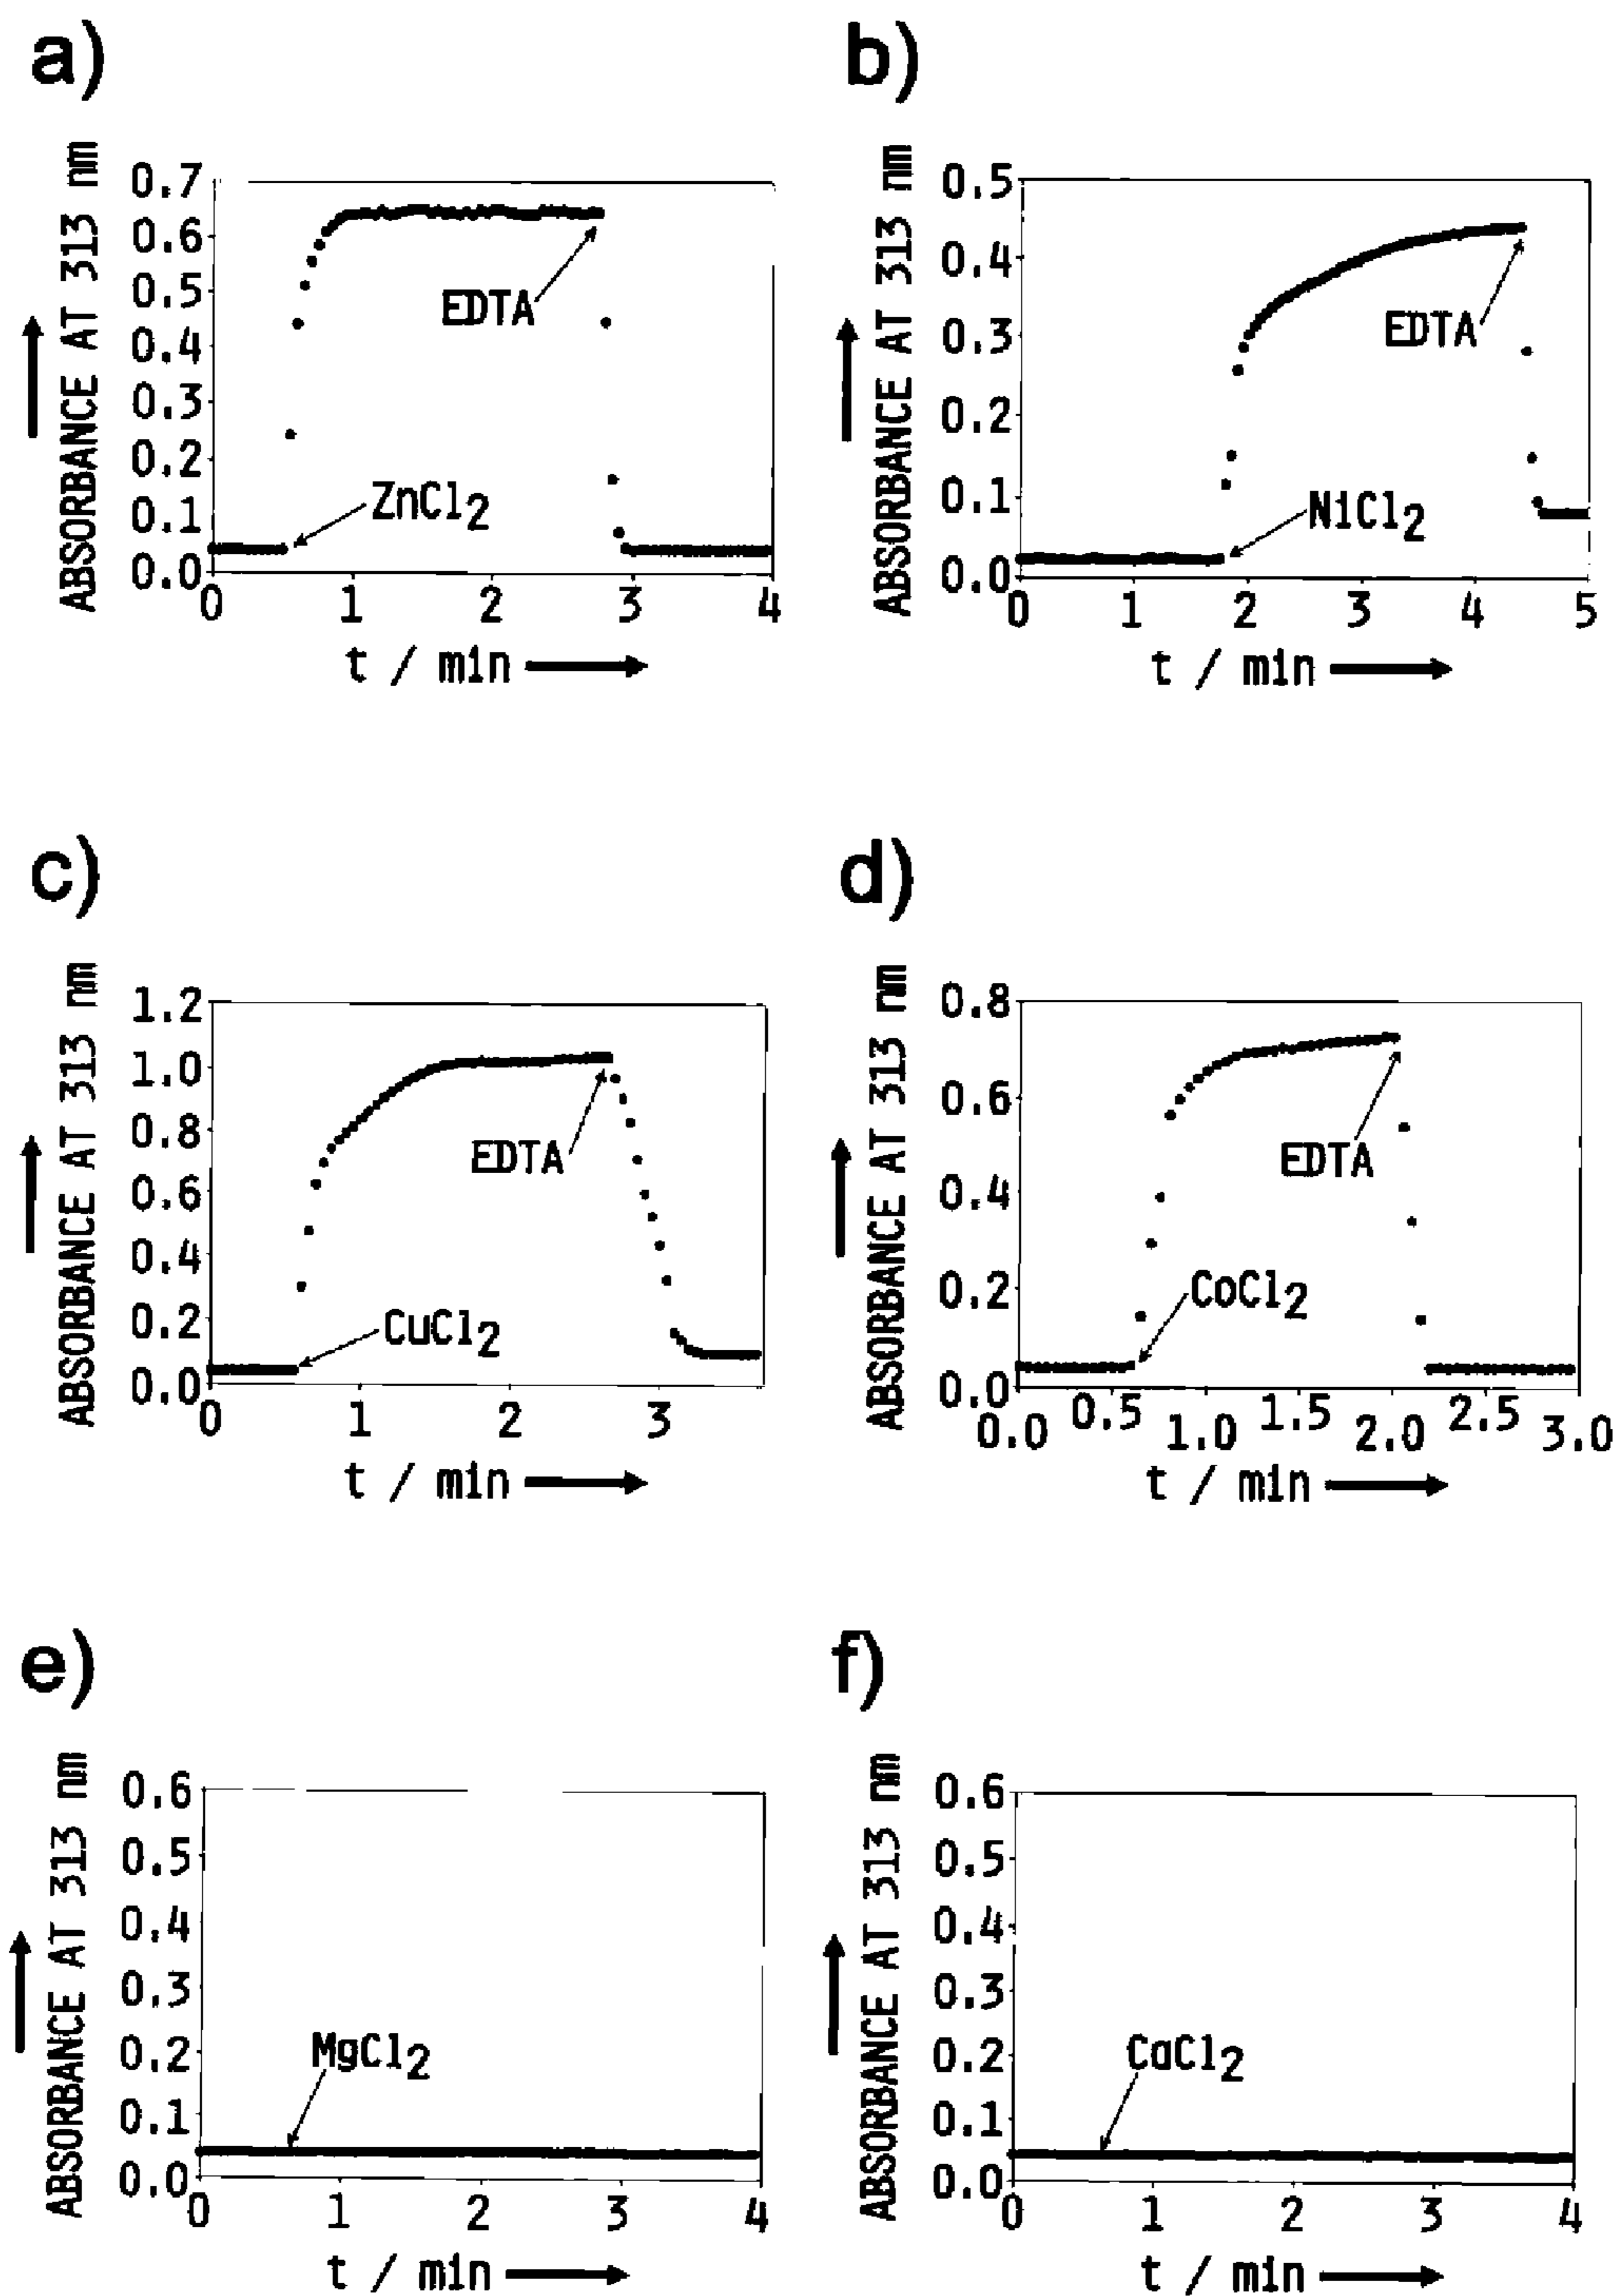 a)
ABSORBANCE AT 313 nm
0.7
0.6
0.5
0.4
0.3
0.2
0.1
0.0
EDTA
ZnCl2
0 1 2 3 4
t / min
b)
ABSORBANCE AT 313 nm
0.5
0.4
0.3
0.2
0.1
0.0
EDTA
NiCl2
0 1 2 3 4 5
t / min
c)
ABSORBANCE AT 313 nm
1.2
1.0
0.8
0.6
0.4
0.2
0.0
EDTA
CuCl2
0 1 2 3
t / min
d)
ABSORBANCE AT 313 nm
0.8
0.6
0.4
0.2
0.0
EDTA
CoCl2
0.0 0.5 1.0 1.5 2.0 2.5 3.0
t / min
e)
ABSORBANCE AT 313 nm
0.6
0.5
0.4
0.3
0.2
0.1
0.0
MgCl2
0 1 2 3 4
t / min
f)
ABSORBANCE AT 313 nm
0.6
0.5
0.4
0.3
0.2
0.1
0.0
CaCl2
0 1 2 3 4
t / min